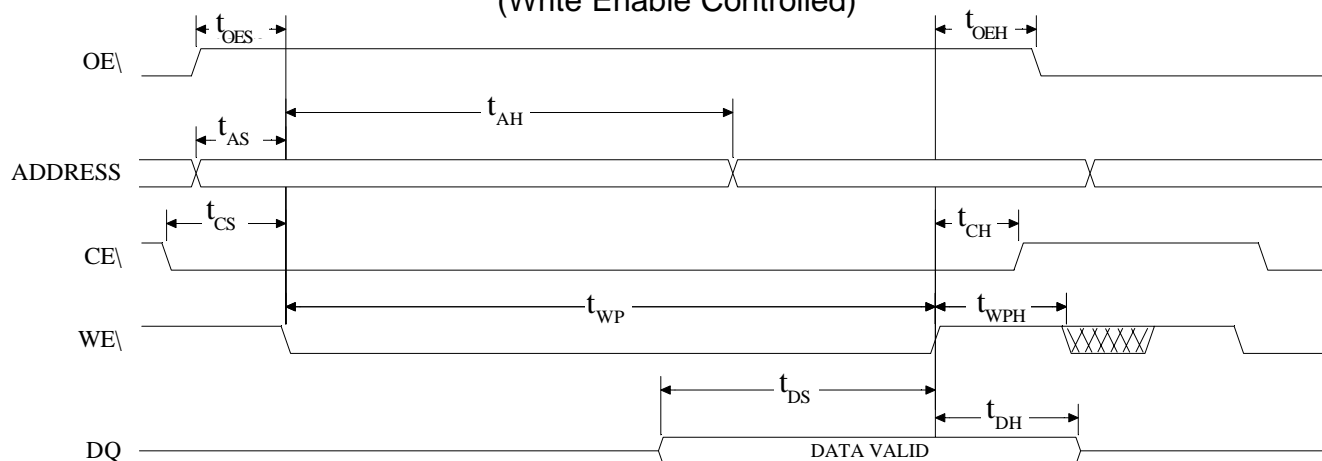 (Write Enable Controlled)
tOES
tOEH
OE\
tAH
tAS
ADDRESS
tCS
tCH
CE\
tWP
tWPH
WE\
tDS
tDH
DQ
DATA VALID